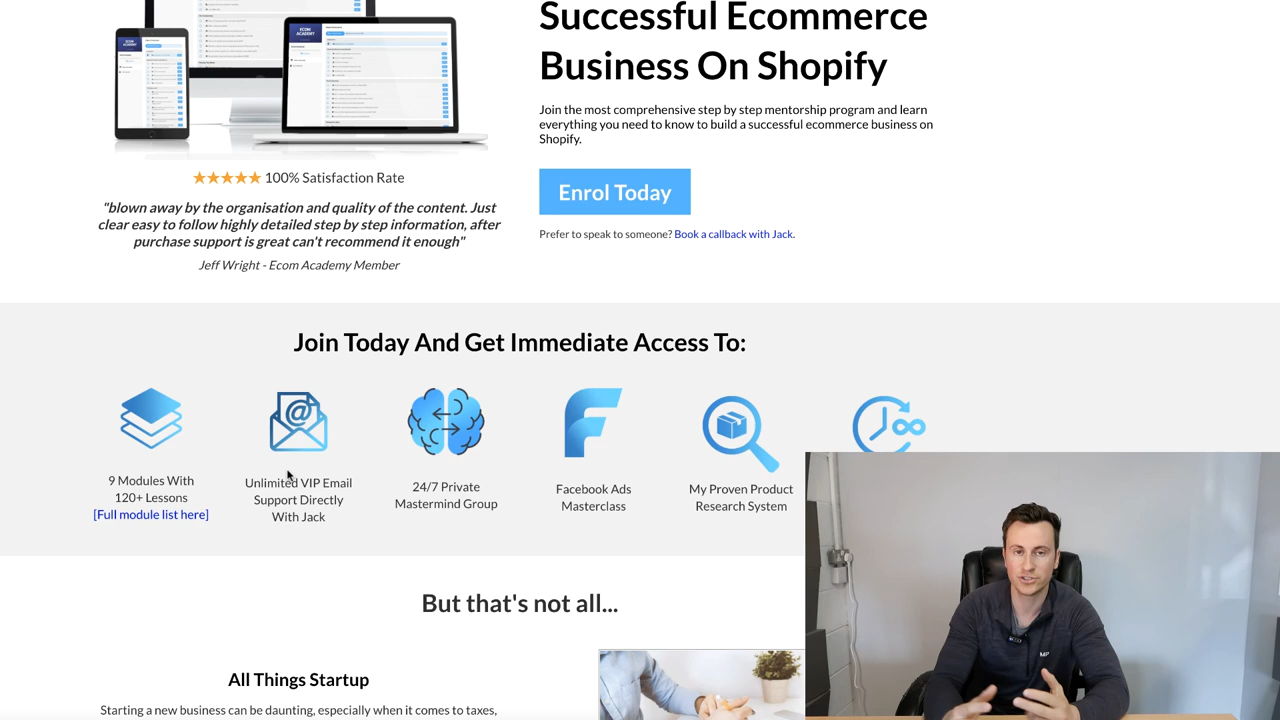 Successful Ecommerce
Business On Shopify
Join the most comprehensive step by step membership program and learn
everything you need to know to build a successful ecommerce business on
Shopify.
Enrol Today
Prefer to speak to someone? Book a callback with Jack.
ECOM
ACADEMY
ECOM
ACADEMY
★★★★★ 100% Satisfaction Rate
"blown away by the organisation and quality of the content. Just
clear easy to follow highly detailed step by step information, after
purchase support is great can't recommend it enough"
Jeff Wright - Ecom Academy Member
Join Today And Get Immediate Access To:
9 Modules With
120+ Lessons
[Full module list here]
Unlimited VIP Email
Support Directly
With Jack
24/7 Private
Mastermind Group
Facebook Ads
Masterclass
My Proven Product
Research System
But that's not all...
All Things Startup
Starting a new business can be daunting, especially when it comes to taxes,